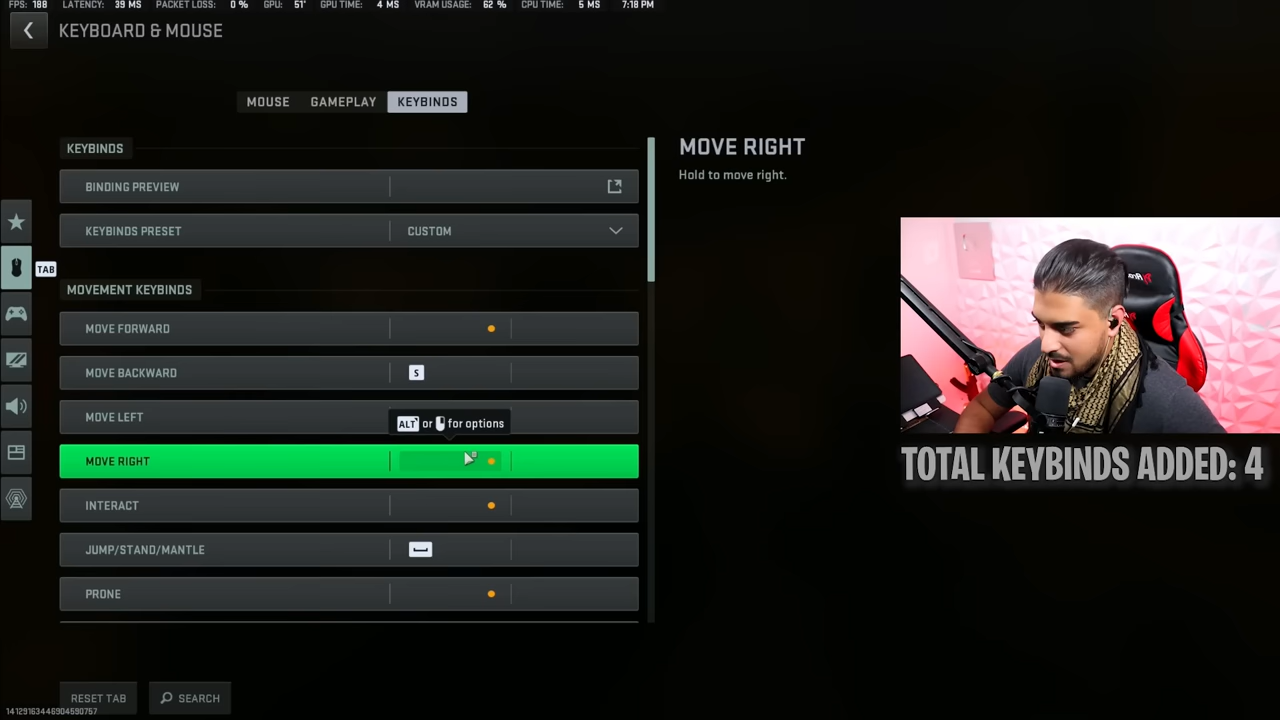 FPS: 188 LATENCY: 39 MS PACKET LOSS: 0 % GPU: 51° GPU TIME: 4 MS VRAM USAGE: 62 % CPU TIME: 5 MS 7:18 PM
KEYBOARD & MOUSE
MOUSE GAMEPLAY KEYBINDS
KEYBINDS
BINDING PREVIEW
KEYBINDS PRESET CUSTOM
TAB
MOVEMENT KEYBINDS
MOVE FORWARD
MOVE BACKWARD S
MOVE LEFT
ALT or for options
MOVE RIGHT
INTERACT
JUMP/STAND/MANTLE
PRONE
RESET TAB SEARCH
MOVE RIGHT
Hold to move right.
TOTAL KEYBINDS ADDED: 4